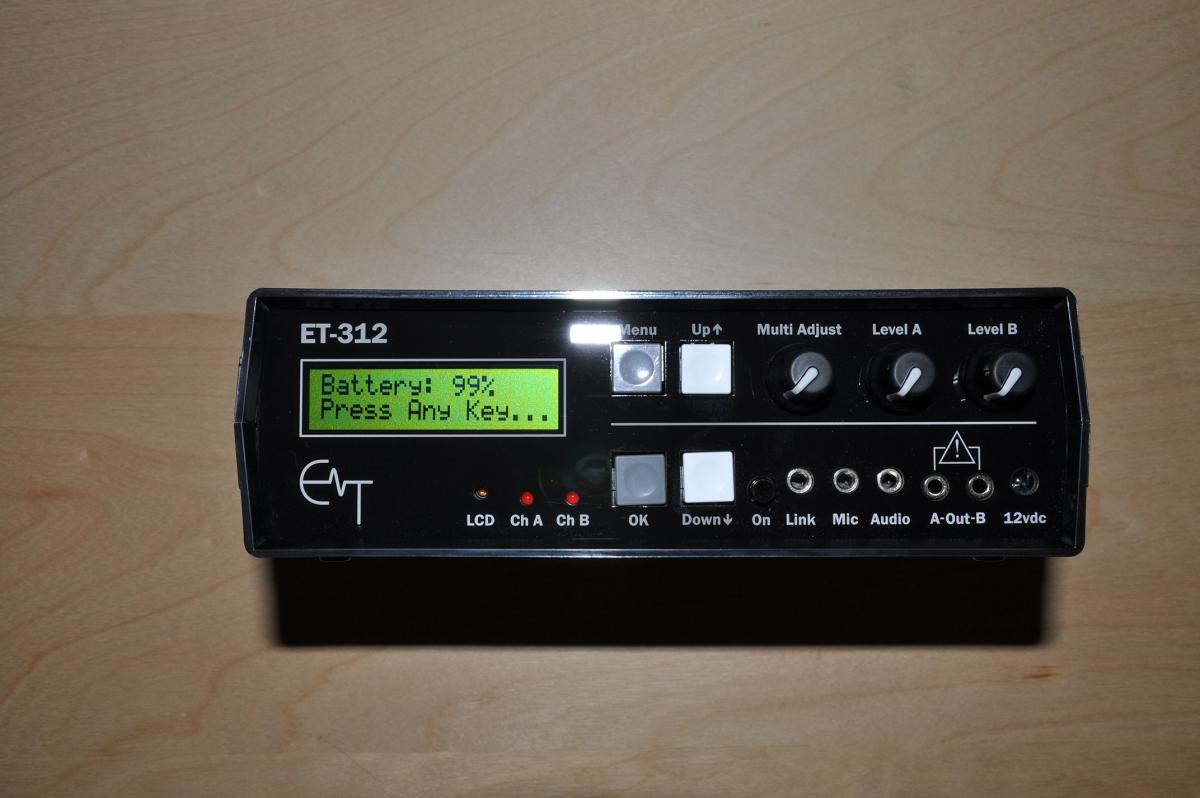 ET-312
Menu
Up↑
Multi Adjust
Level A
Level B
Battery: 99%
Press Any Key...
ET
LCD
Ch A
Ch B
OK
Down↓
On
Link
Mic
Audio
A-Out-B
12vdc